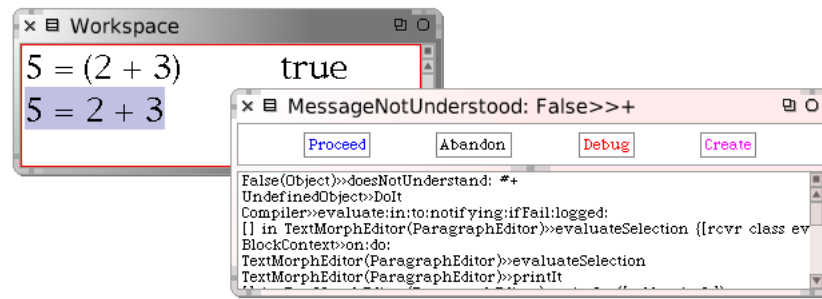 Workspace
5 = (2 + 3) true
5 = 2 + 3
MessageNotUnderstood: False>>+
Proceed Abandon Debug Create
False(Object)>>doesNotUnderstand: #+
UndefinedObject>>DoIt
Compiler>>evaluate:in:to:notifying:ifFail:logged:
[] in TextMorphEditor(ParagraphEditor)>>evaluateSelection {[rcvr class ev
BlockContext>>on:do:
TextMorphEditor(ParagraphEditor)>>evaluateSelection
TextMorphEditor(ParagraphEditor)>>printIt